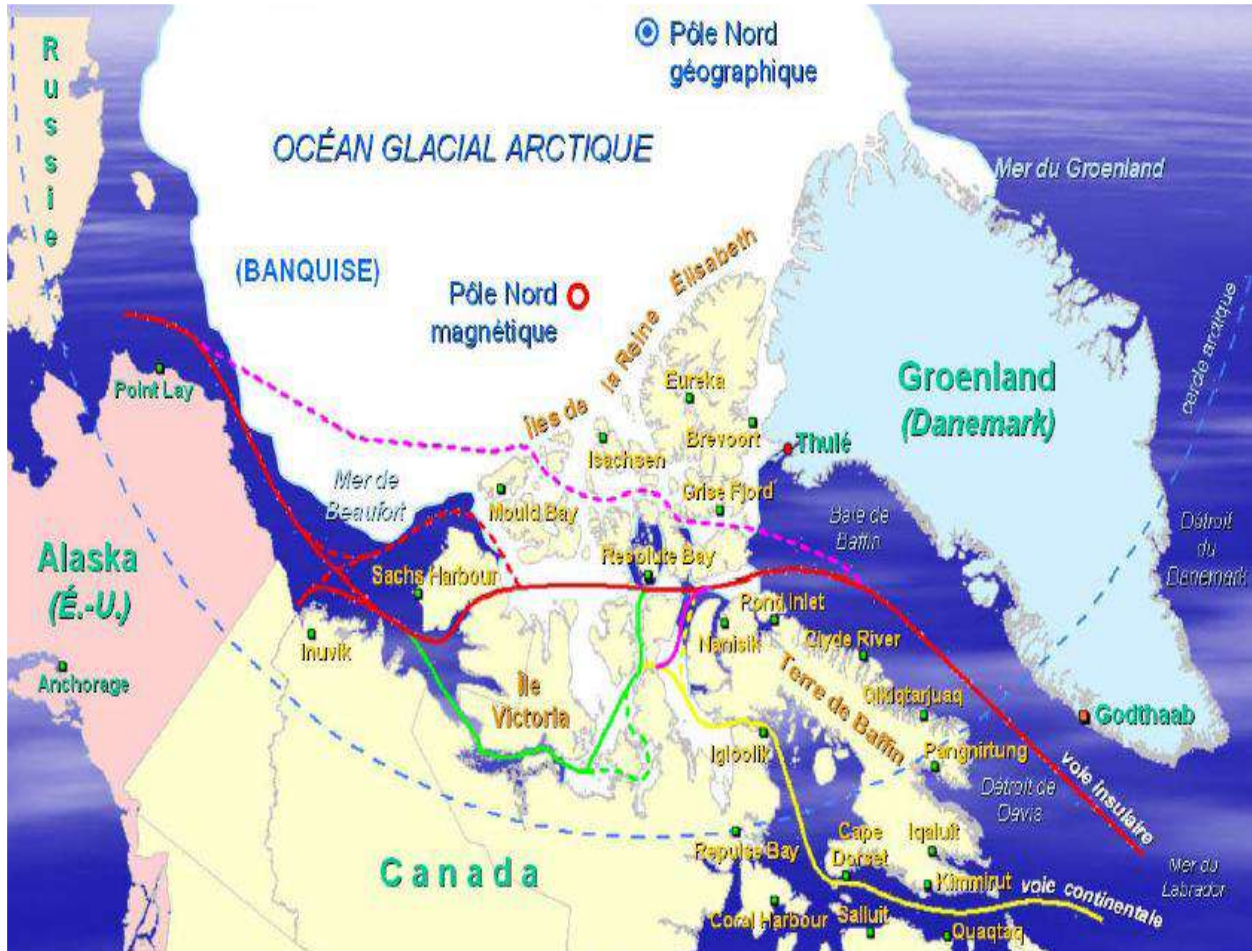 Russie
Pôle Nord
géographique
OCÉAN GLACIAL ARCTIQUE
Mer du Groenland
(BANQUISE)
Pôle Nord
magnétique
Îles de la Reine Élisabeth
cercle arctique
Point Lay
Eureka
Groenland
(Danemark)
Brevoort
Thulé
Isachsen
Mer de
Beaufort
Mould Bay
Grise Fjord
Baie de
Baffin
Détroit
du
Danemark
Alaska
(É.-U.)
Resolute Bay
Sachs Harbour
Pond Inlet
Nanisik
Clyde River
Inuvik
Anchorage
Île
Victoria
Terre de Baffin
Qikiqtarjuaq
Godthaab
Igloolik
Pangnirtung
voie insulaire
Détroit de
Davis
Repulse Bay
Cape
Dorset
Iqaluit
Canada
Kimmirut
voie continentale
Mer du
Labrador
Coral Harbour
Salluit
Quaqtaq